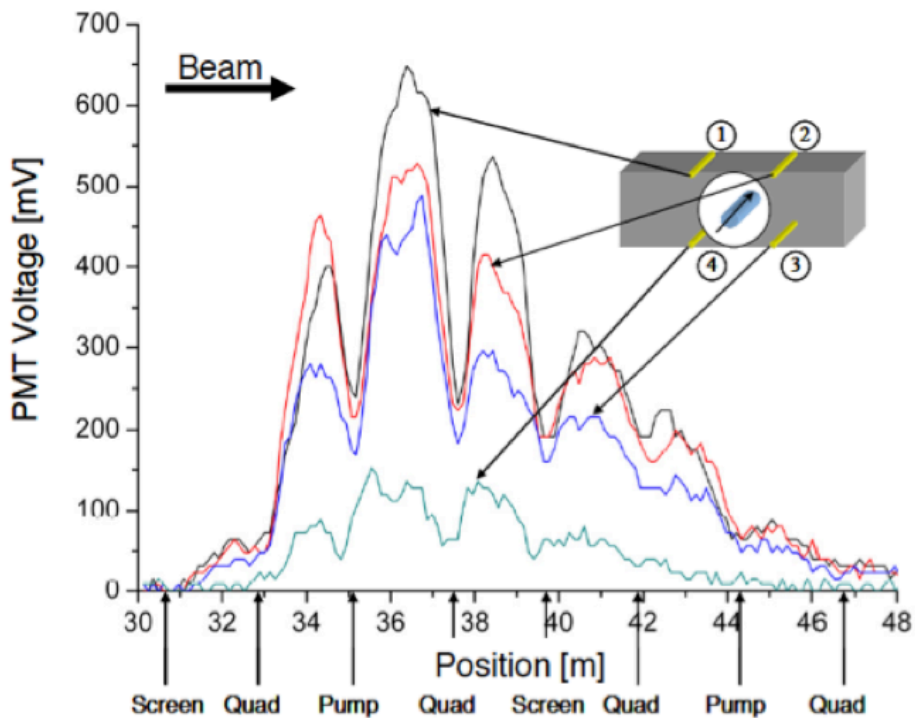 700
600
500
400
300
200
100
0
PMT Voltage [mV]
Beam
① ②
④ ③
30 32 34 36 38 40 42 44 46 48
Position [m]
Screen Quad Pump Quad Screen Quad Pump Quad